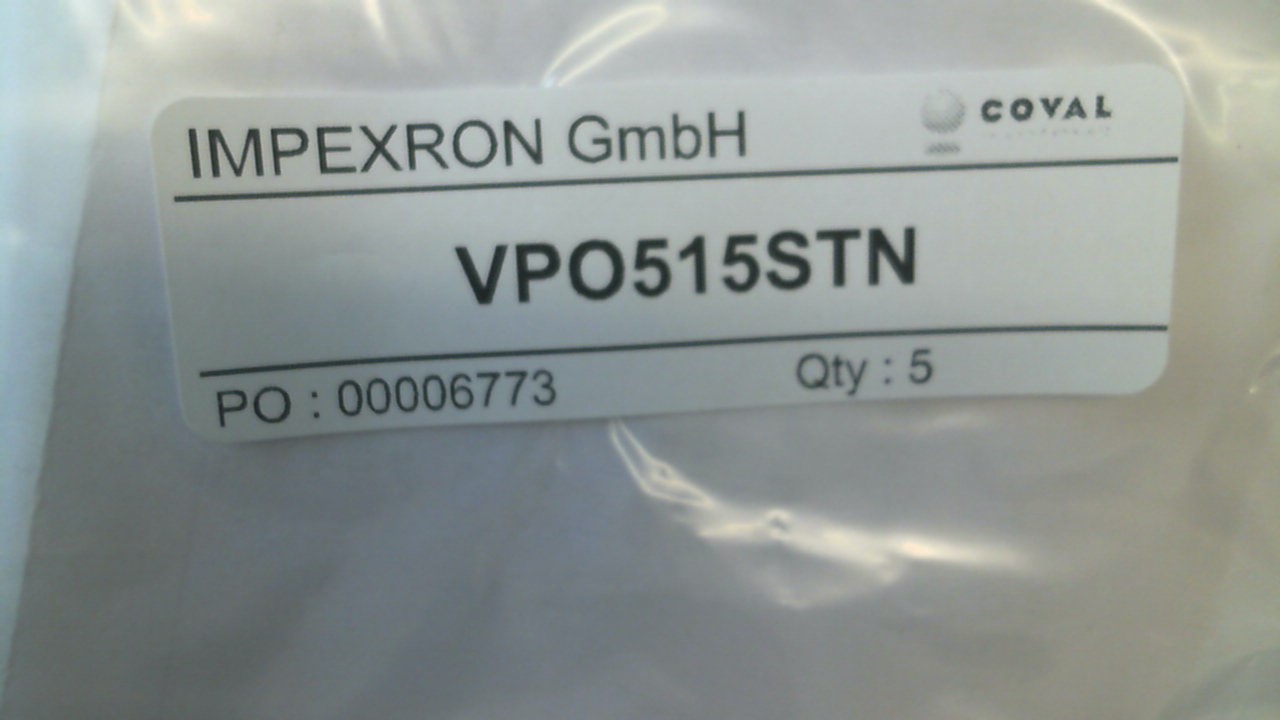 IMPEXRON GmbH
COVAL
VPO515STN
PO : 00006773
Qty : 5